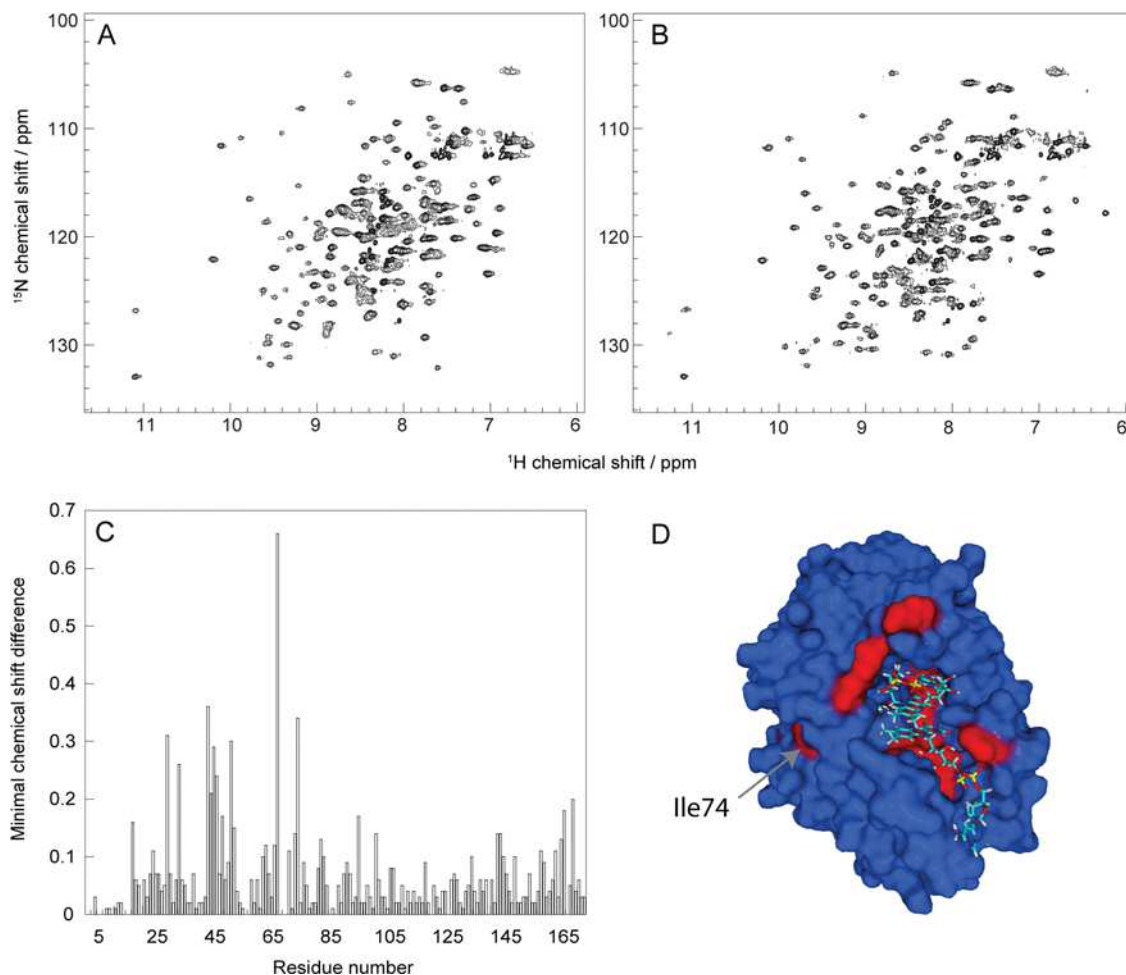 A
B
100
110
120
130
¹⁵N chemical shift / ppm
11 10 9 8 7 6
100
110
120
130
11 10 9 8 7 6
¹H chemical shift / ppm
C
0.7
0.6
0.5
0.4
0.3
0.2
0.1
0
Minimal chemical shift difference
5 25 45 65 85 105 125 145 165
Residue number
D
Ile74